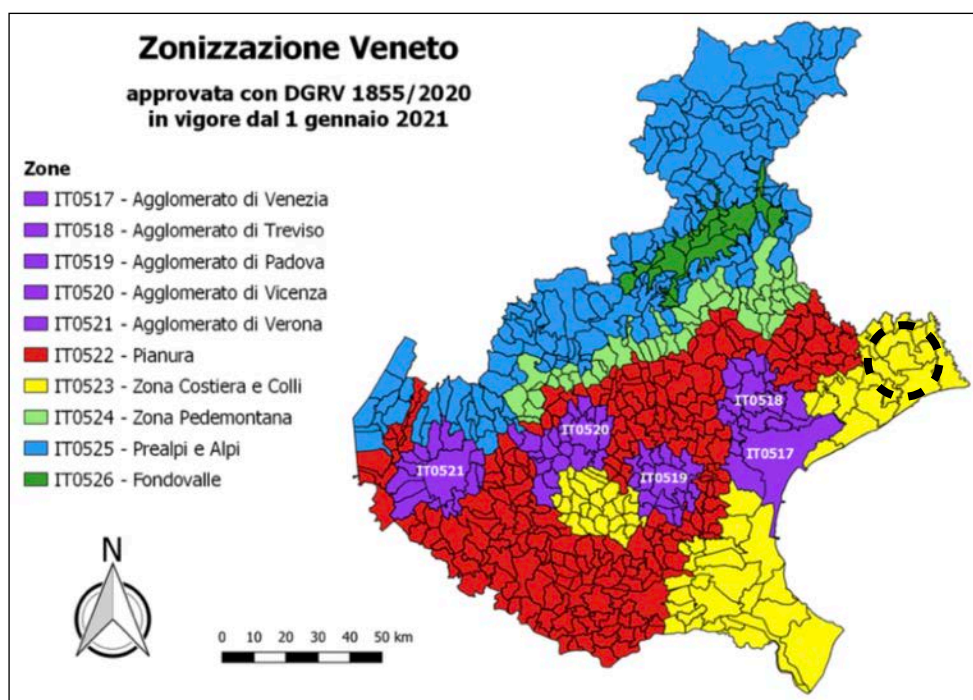 Zonizzazione Veneto
approvata con DGRV 1855/2020
in vigore dal 1 gennaio 2021
Zone
IT0517 - Agglomerato di Venezia
IT0518 - Agglomerato di Treviso
IT0519 - Agglomerato di Padova
IT0520 - Agglomerato di Vicenza
IT0521 - Agglomerato di Verona
IT0522 - Pianura
IT0523 - Zona Costiera e Colli
IT0524 - Zona Pedemontana
IT0525 - Prealpi e Alpi
IT0526 - Fondovalle
IT0518
IT0520
IT0517
IT0521
IT0519
N
0 10 20 30 40 50 km